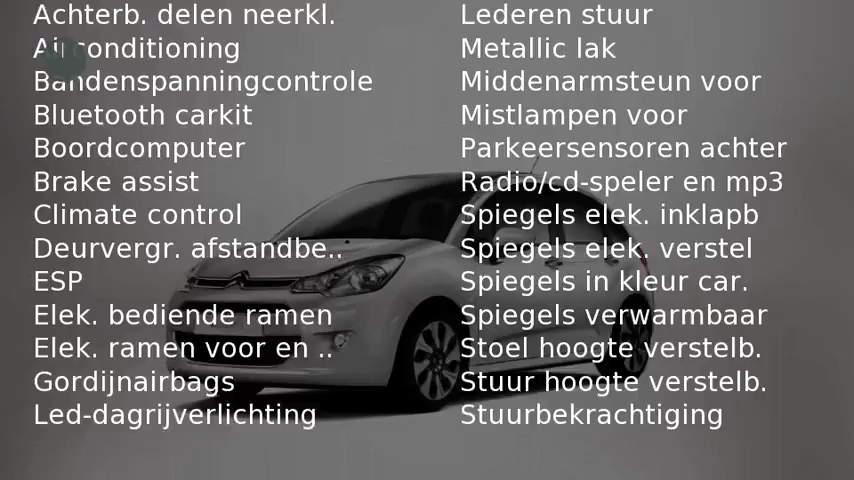 Achterb. delen neerkl.
Airconditioning
Bandenspanningcontrole
Bluetooth carkit
Boordcomputer
Brake assist
Climate control
Deurvergr. afstandbe..
ESP
Elek. bediende ramen
Elek. ramen voor en ..
Gordijnairbags
Led-dagrijverlichting
Lederen stuur
Metallic lak
Middenarmsteun voor
Mistlampen voor
Parkeersensoren achter
Radio/cd-speler en mp3
Spiegels elek. inklapb
Spiegels elek. verstel
Spiegels in kleur car.
Spiegels verwarmbaar
Stoel hoogte verstelb.
Stuur hoogte verstelb.
Stuurbekrachtiging